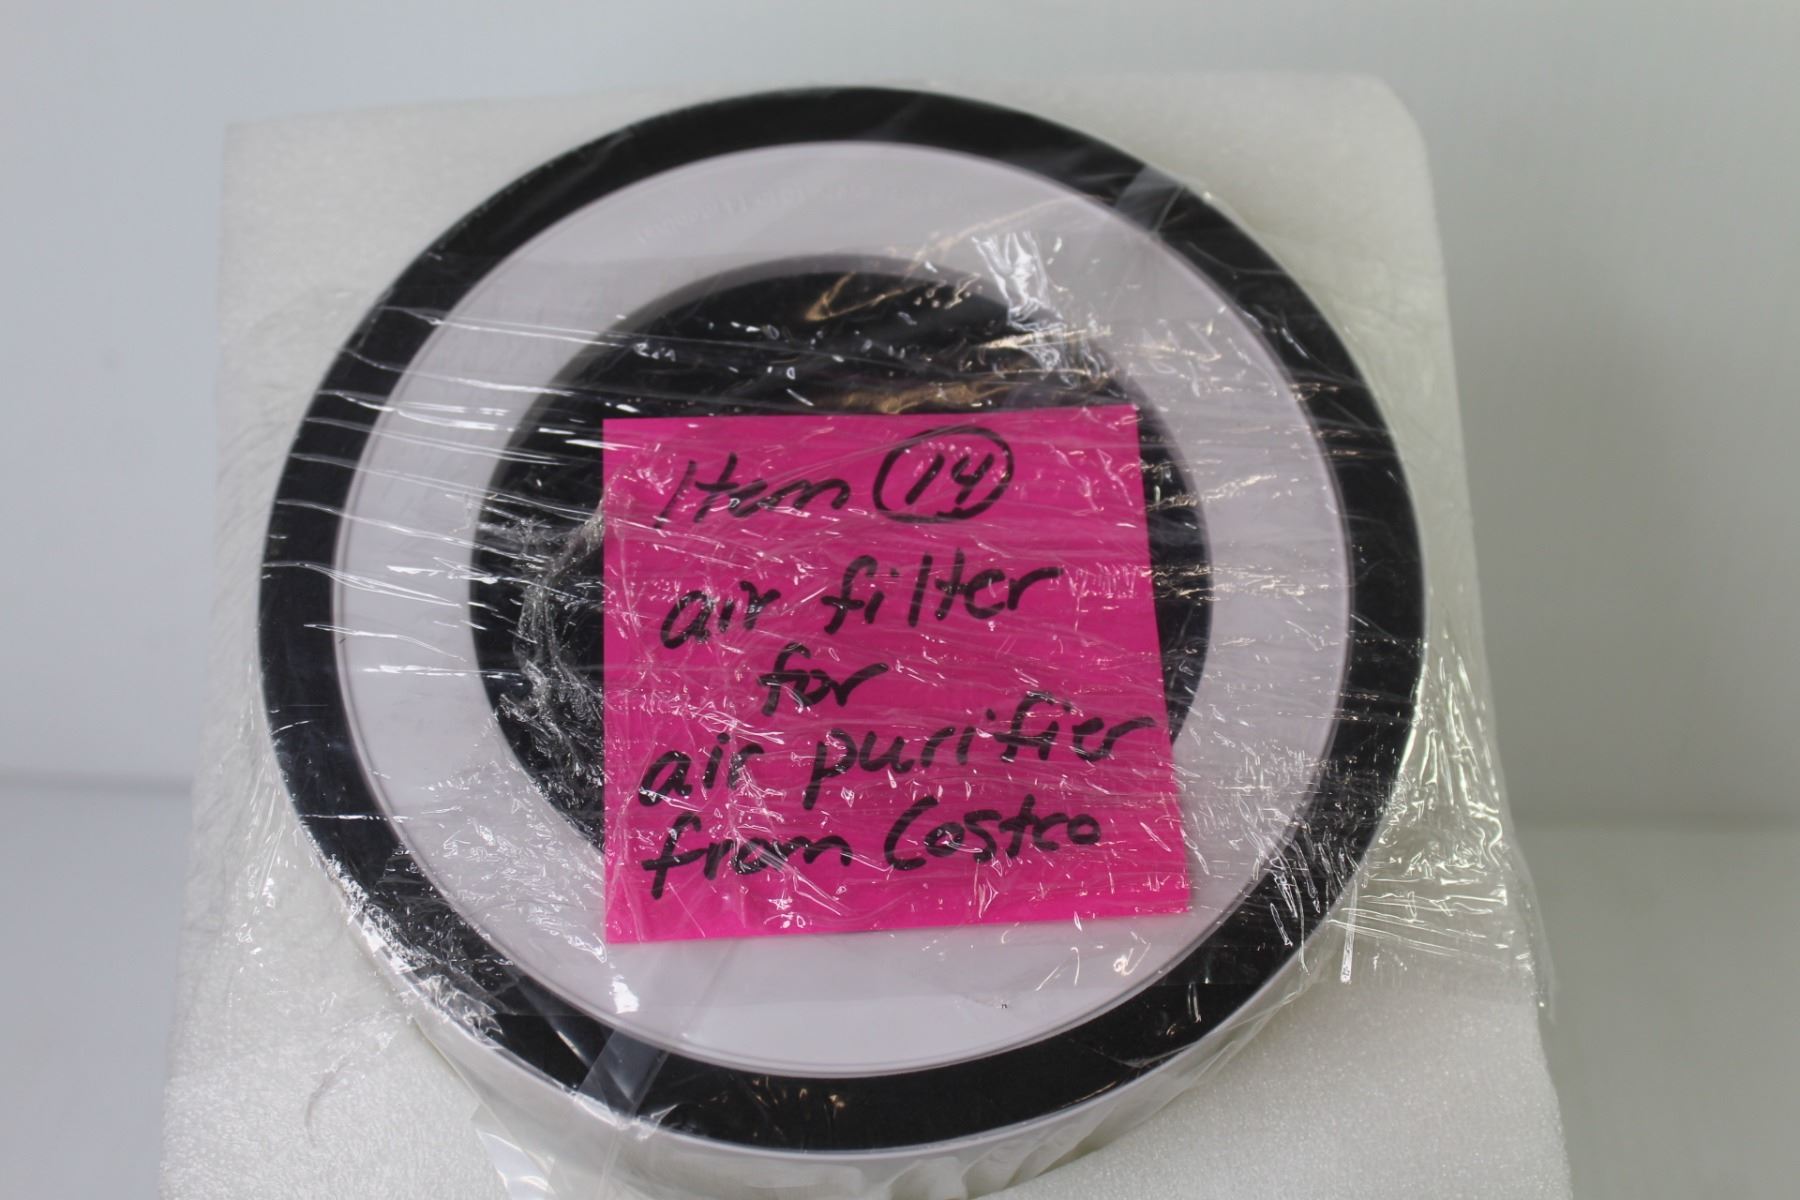 Item 14
air filter
for
air purifier
from Costco